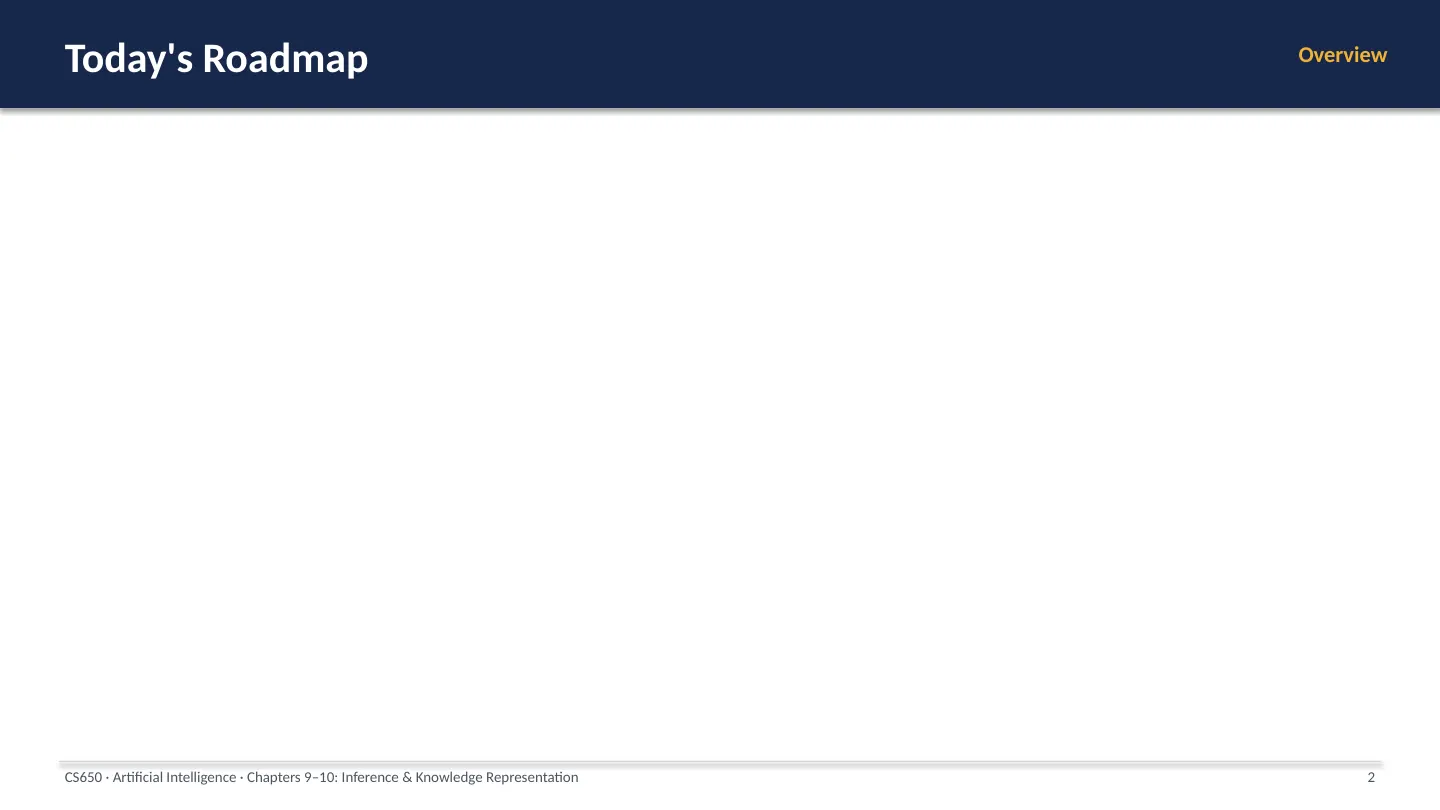 Today's Roadmap
Overview
CS650 · Artificial Intelligence · Chapters 9–10: Inference & Knowledge Representation
2